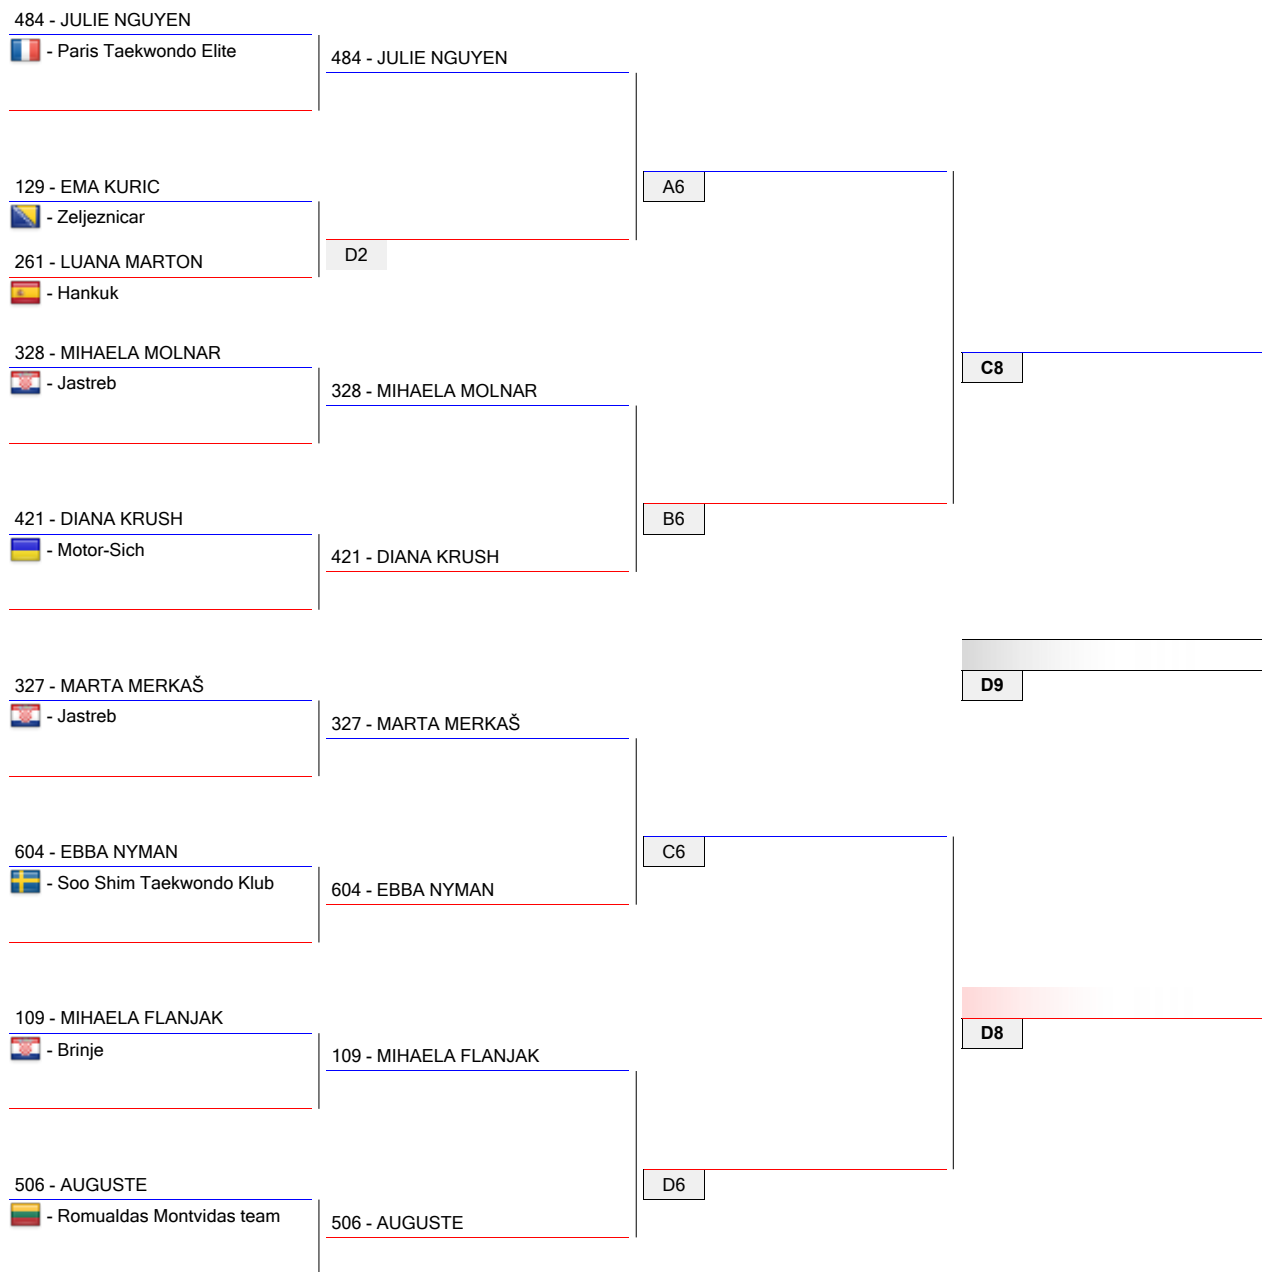 484 - JULIE NGUYEN
- Paris Taekwondo Elite
484 - JULIE NGUYEN
129 - EMA KURIC
- Zeljeznicar
A6
261 - LUANA MARTON
- Hankuk
D2
328 - MIHAELA MOLNAR
- Jastreb
328 - MIHAELA MOLNAR
C8
421 - DIANA KRUSH
- Motor-Sich
421 - DIANA KRUSH
B6
327 - MARTA MERKAŠ
- Jastreb
327 - MARTA MERKAŠ
D9
604 - EBBA NYMAN
- Soo Shim Taekwondo Klub
604 - EBBA NYMAN
C6
109 - MIHAELA FLANJAK
- Brinje
109 - MIHAELA FLANJAK
D8
506 - AUGUSTE
- Romualdas Montvidas team
506 - AUGUSTE
D6